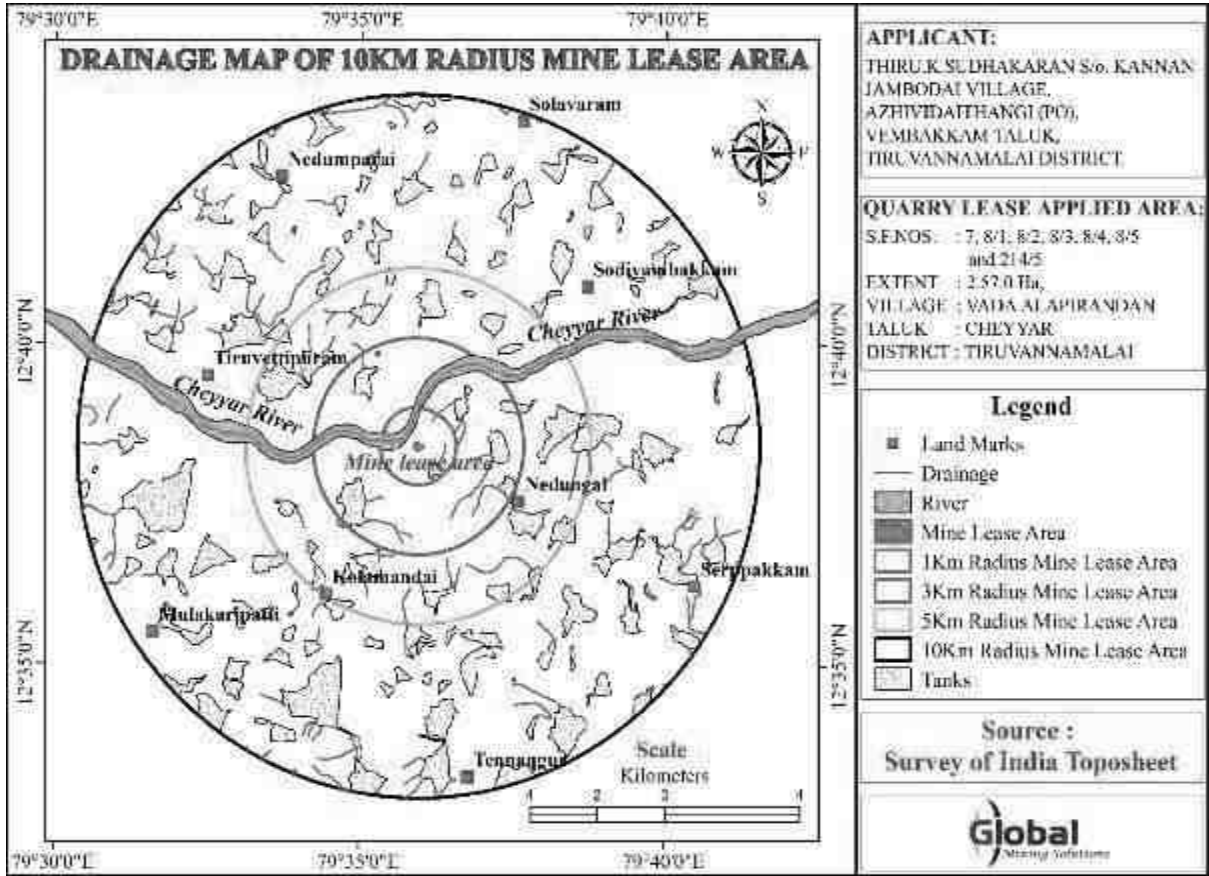 79°30'0"E 79°35'0"E 79°40'0"E
DRAINAGE MAP OF 10KM RADIUS MINE LEASE AREA
Solavaram
Sodiyambakkam
Cheyyar River
12°40'0"N
12°40'0"N
Tiruvettipuram
Cheyyar River
Mine lease area
Nedungal
Serppakkam
Kolamandai
12°35'0"N
12°35'0"N
Tennangur
Scale
Kilometers
79°30'0"E 79°35'0"E 79°40'0"E
APPLICANT:
THIRU.K.SUDHAKARAN S/o. KANNAN
JAMBODAI VILLAGE,
AZHIVIDAITHANGI (PO),
VEMBAKKAM TALUK,
TIRUVANNAMALAI DISTRICT.
QUARRY LEASE APPLIED AREA:
S.F.NOS. : 7, 8/1, 8/2, 8/3, 8/4, 8/5
and 214/5
EXTENT : 2.57.0 Ha,
VILLAGE : VADA ALAPIRANDAN
TALUK : CHEYYAR
DISTRICT : TIRUVANNAMALAI
Legend
Land Marks
Drainage
River
Mine Lease Area
1Km Radius Mine Lease Area
3Km Radius Mine Lease Area
5Km Radius Mine Lease Area
10Km Radius Mine Lease Area
Tanks
Source :
Survey of India Toposheet
Global
Mining Solutions